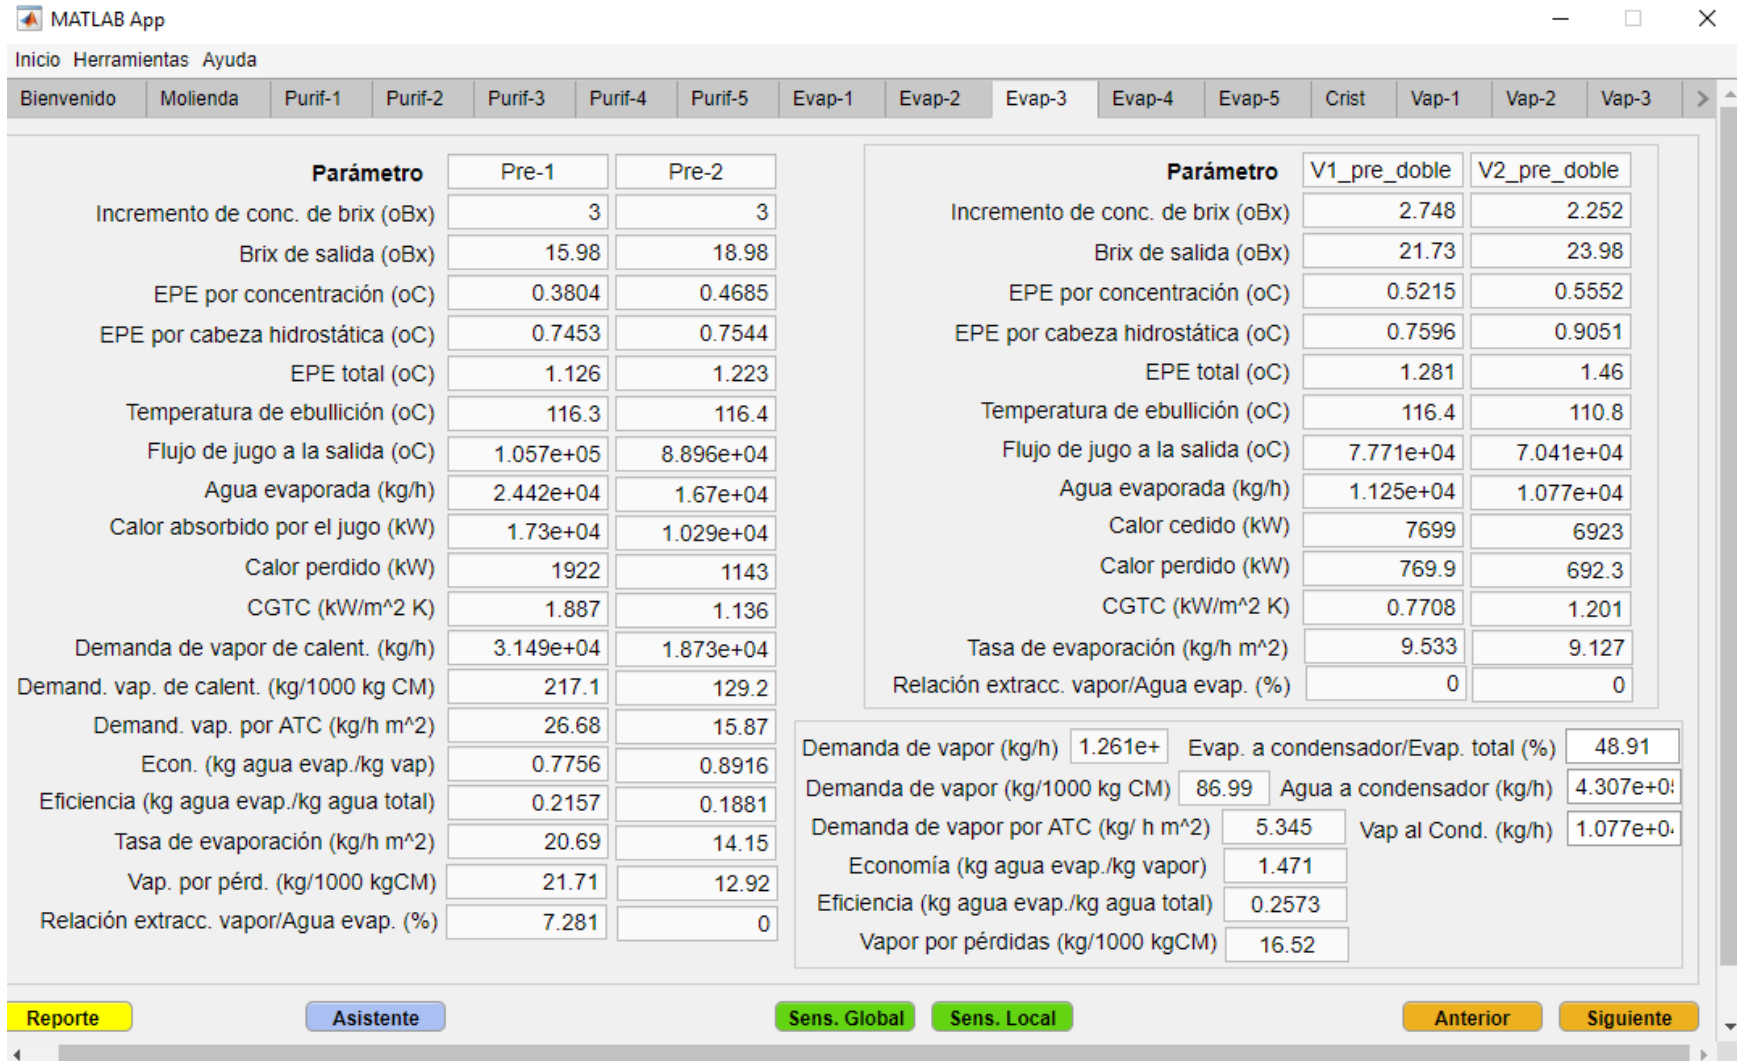 MATLAB App
Inicio Herramientas Ayuda
Bienvenido Molienda Purif-1 Purif-2 Purif-3 Purif-4 Purif-5 Evap-1 Evap-2 Evap-3 Evap-4 Evap-5 Crist Vap-1 Vap-2 Vap-3
Parámetro Pre-1 Pre-2
Incremento de conc. de brix (oBx) 3 3
Brix de salida (oBx) 15.98 18.98
EPE por concentración (oC) 0.3804 0.4685
EPE por cabeza hidrostática (oC) 0.7453 0.7544
EPE total (oC) 1.126 1.223
Temperatura de ebullición (oC) 116.3 116.4
Flujo de jugo a la salida (oC) 1.057e+05 8.896e+04
Agua evaporada (kg/h) 2.442e+04 1.67e+04
Calor absorbido por el jugo (kW) 1.73e+04 1.029e+04
Calor perdido (kW) 1922 1143
CGTC (kW/m^2 K) 1.887 1.136
Demanda de vapor de calent. (kg/h) 3.149e+04 1.873e+04
Demand. vap. de calent. (kg/1000 kg CM) 217.1 129.2
Demand. vap. por ATC (kg/h m^2) 26.68 15.87
Econ. (kg agua evap./kg vap) 0.7756 0.8916
Eficiencia (kg agua evap./kg agua total) 0.2157 0.1881
Tasa de evaporación (kg/h m^2) 20.69 14.15
Vap. por pérd. (kg/1000 kgCM) 21.71 12.92
Relación extracc. vapor/Agua evap. (%) 7.281 0
Parámetro V1_pre_doble V2_pre_doble
Incremento de conc. de brix (oBx) 2.748 2.252
Brix de salida (oBx) 21.73 23.98
EPE por concentración (oC) 0.5215 0.5552
EPE por cabeza hidrostática (oC) 0.7596 0.9051
EPE total (oC) 1.281 1.46
Temperatura de ebullición (oC) 116.4 110.8
Flujo de jugo a la salida (oC) 7.771e+04 7.041e+04
Agua evaporada (kg/h) 1.125e+04 1.077e+04
Calor cedido (kW) 7699 6923
Calor perdido (kW) 769.9 692.3
CGTC (kW/m^2 K) 0.7708 1.201
Tasa de evaporación (kg/h m^2) 9.533 9.127
Relación extracc. vapor/Agua evap. (%) 0 0
Demanda de vapor (kg/h) 1.261e+ Evap. a condensador/Evap. total (%) 48.91
Demanda de vapor (kg/1000 kg CM) 86.99 Agua a condensador (kg/h) 4.307e+0
Demanda de vapor por ATC (kg/ h m^2) 5.345 Vap al Cond. (kg/h) 1.077e+0
Economía (kg agua evap./kg vapor) 1.471
Eficiencia (kg agua evap./kg agua total) 0.2573
Vapor por pérdidas (kg/1000 kgCM) 16.52
Reporte Asistente Sens. Global Sens. Local Anterior Siguiente